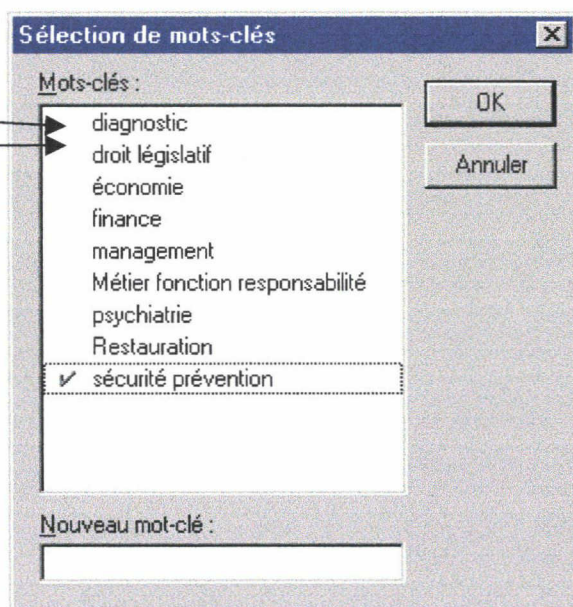 Sélection de mots-clés
Mots-clés :
OK
diagnostic
droit législatif
Annuler
économie
finance
management
Métier fonction responsabilité
psychiatrie
Restauration
✓ sécurité prévention
Nouveau mot-clé :